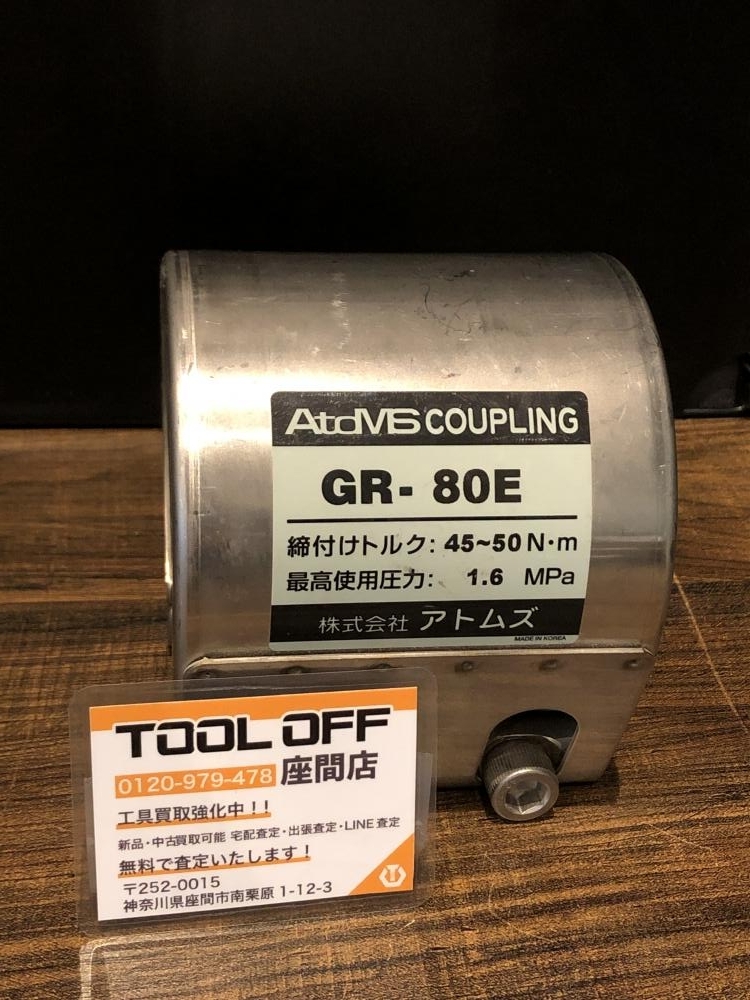 AtoMS COUPLING
GR- 80E
締付けトルク: 45~50 N·m
最高使用圧力: 1.6 MPa
株式会社 アトムズ
MADE IN KOREA
TOOL OFF
0120-979-478 座間店
工具買取強化中！！
新品・中古買取可能 宅配査定・出張査定・LINE査定
無料で査定いたします！
〒252-0015
神奈川県座間市南栗原 1-12-3